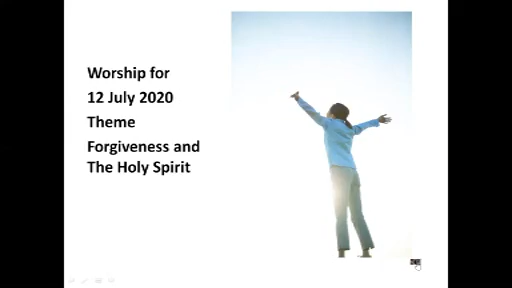 Worship for
12 July 2020
Theme
Forgiveness and
The Holy Spirit